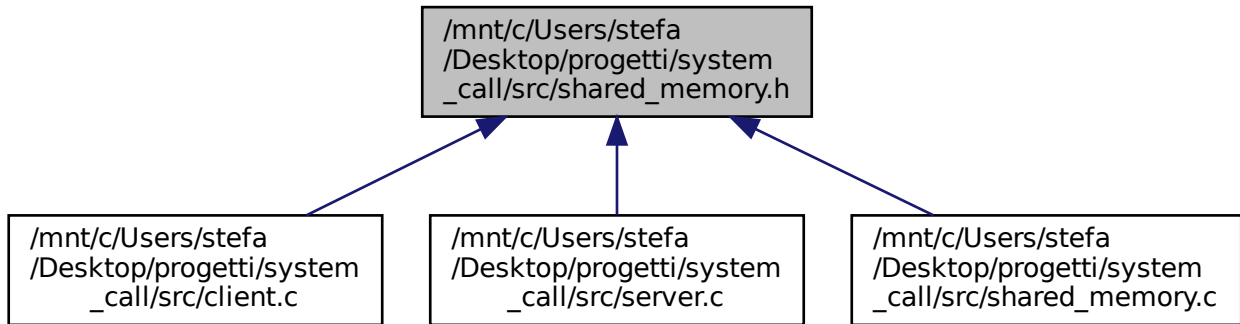 /mnt/c/Users/stefa
/Desktop/progetti/system
_call/src/shared_memory.h
/mnt/c/Users/stefa
/Desktop/progetti/system
_call/src/client.c
/mnt/c/Users/stefa
/Desktop/progetti/system
_call/src/server.c
/mnt/c/Users/stefa
/Desktop/progetti/system
_call/src/shared_memory.c